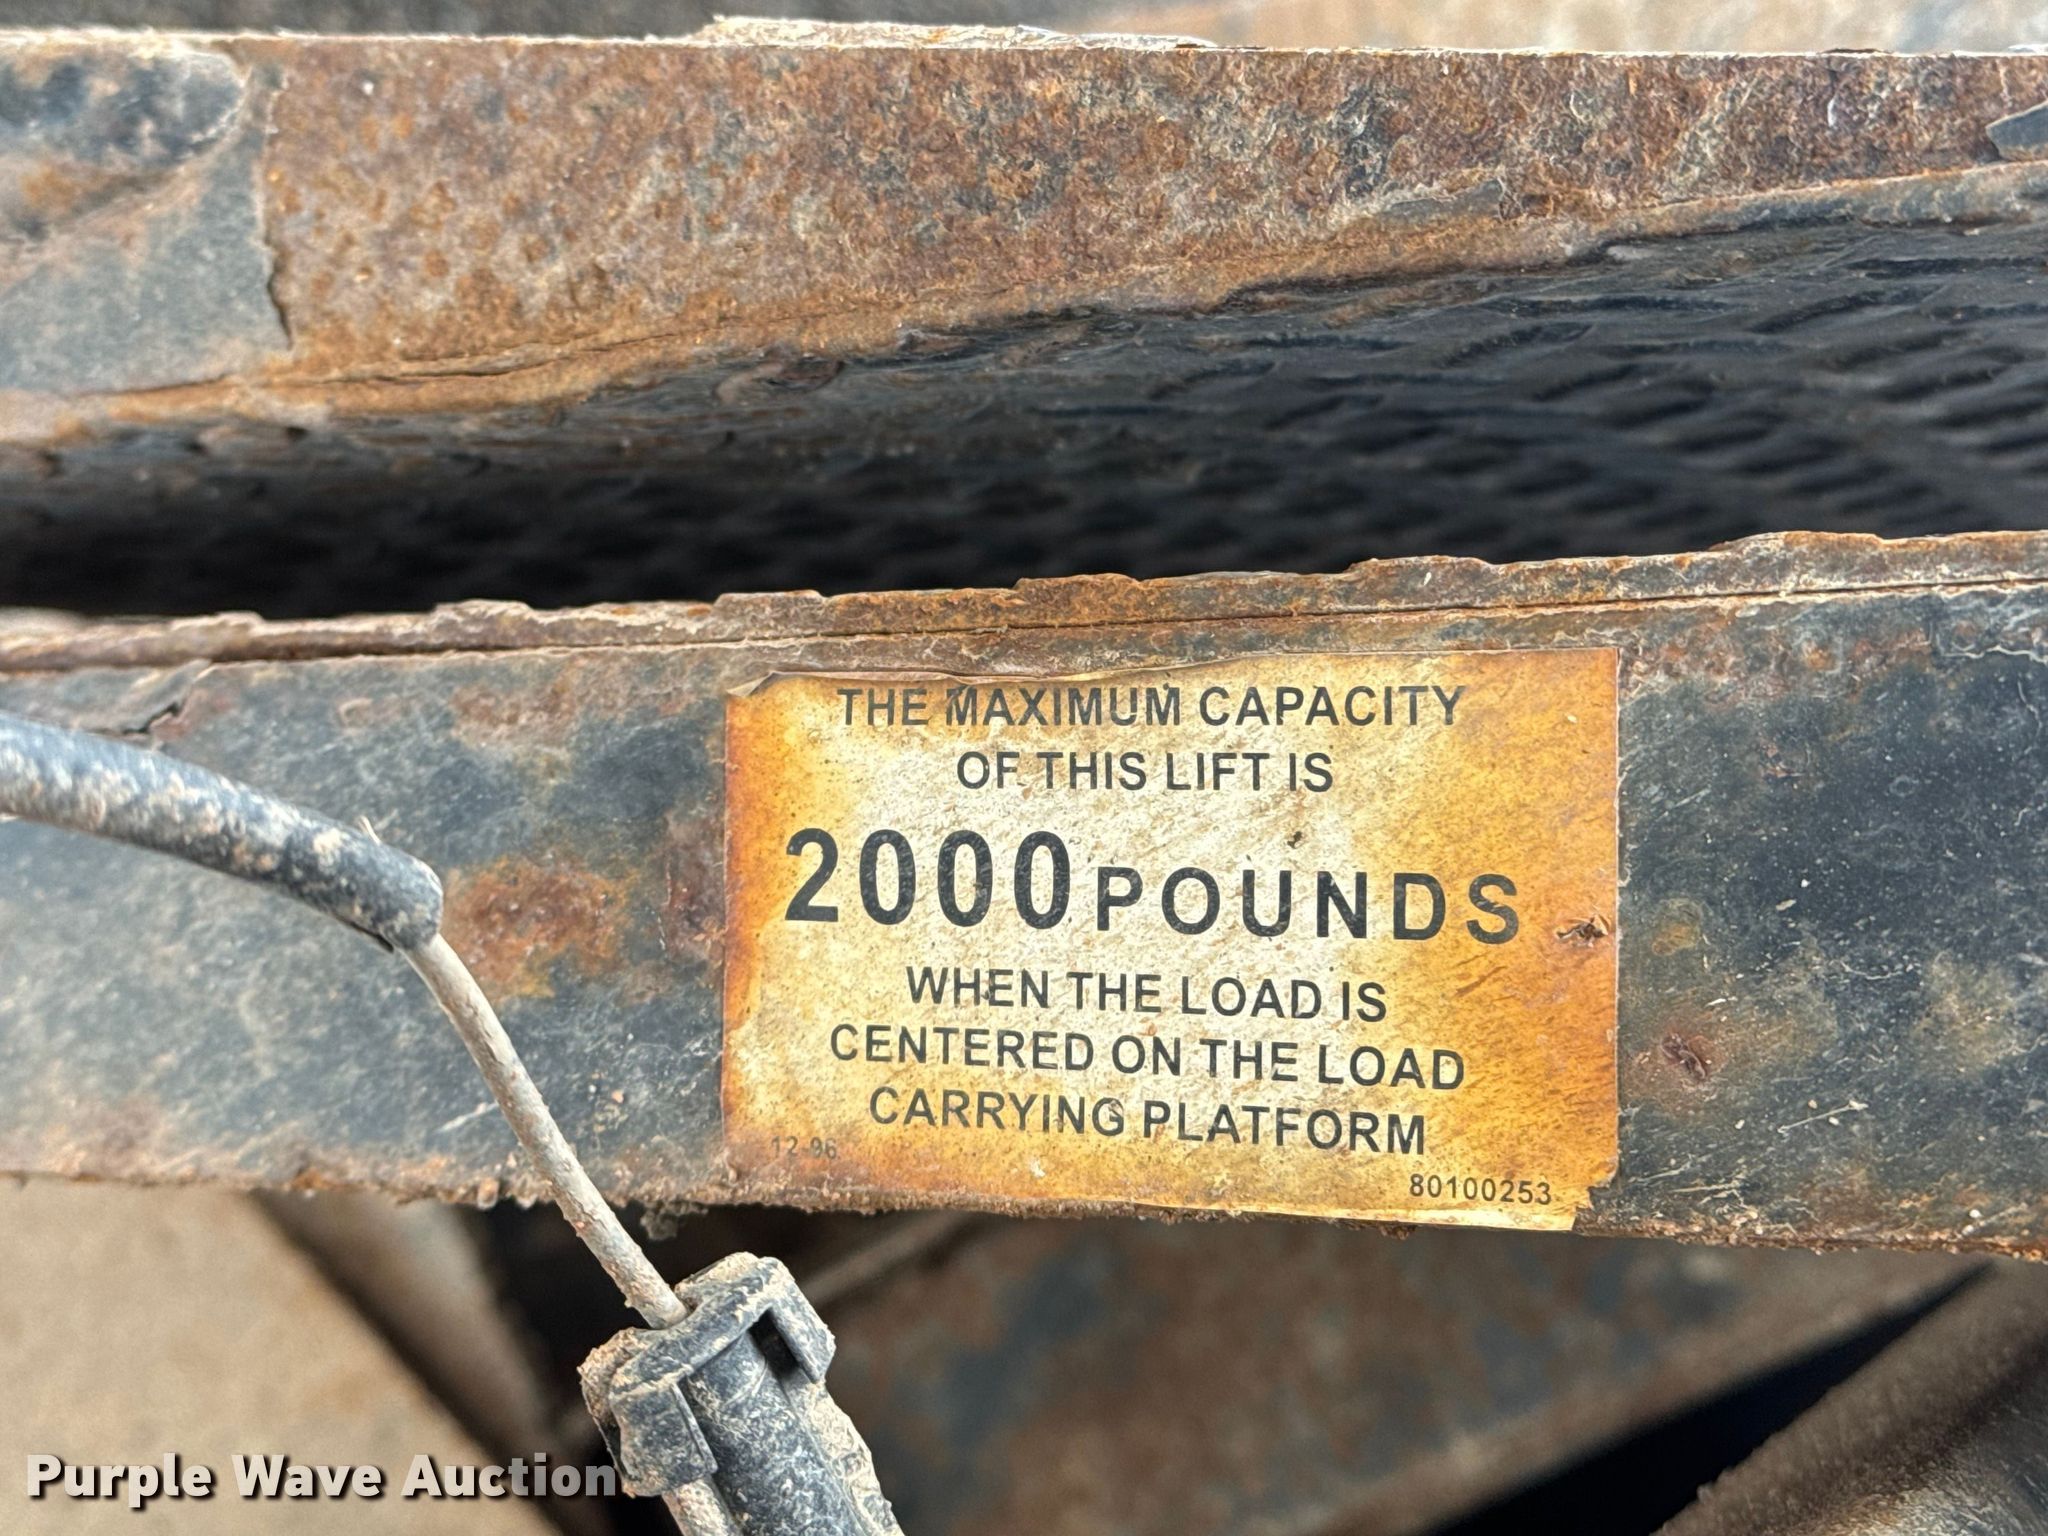 THE MAXIMUM CAPACITY
OF THIS LIFT IS
2000 POUNDS
WHEN THE LOAD IS
CENTERED ON THE LOAD
CARRYING PLATFORM
12-96
80100253
Purple Wave Auction